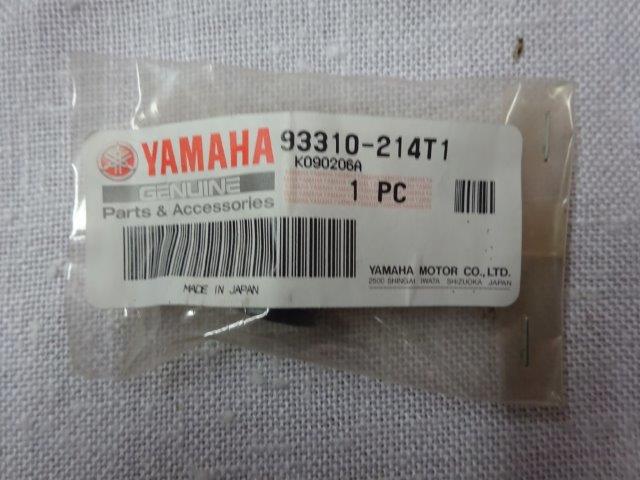 YAMAHA 93310-214T1
K090206A
GENUINE
1 PC
Parts & Accessories
YAMAHA MOTOR CO., LTD.
2500 SHINGAI IWATA SHIZUOKA JAPAN
MADE IN JAPAN